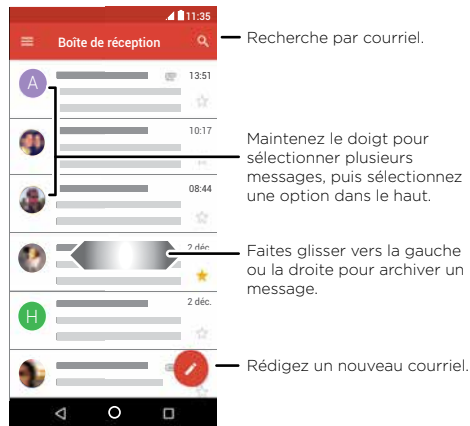 11:35
Boîte de réception
Recherche par courriel.
A
13:51
10:17
Maintenez le doigt pour
sélectionner plusieurs
messages, puis sélectionnez
une option dans le haut.
08:44
2 déc.
Faites glisser vers la gauche
ou la droite pour archiver un
message.
H
2 déc.
Rédigez un nouveau courriel.